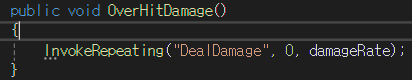 public void OverHitDamage()
{
InvokeRepeating("DealDamage", 0, damageRate);
}